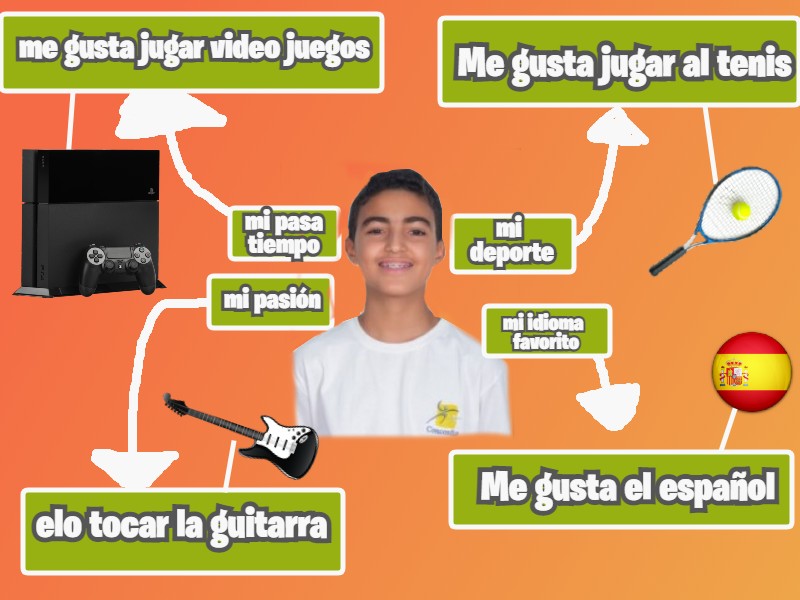 me gusta jugar video juegos
Me gusta jugar al tenis
mi pasa
tiempo
mi
deporte
mi pasión
mi idioma
favorito
elo tocar la guitarra
Me gusta el español